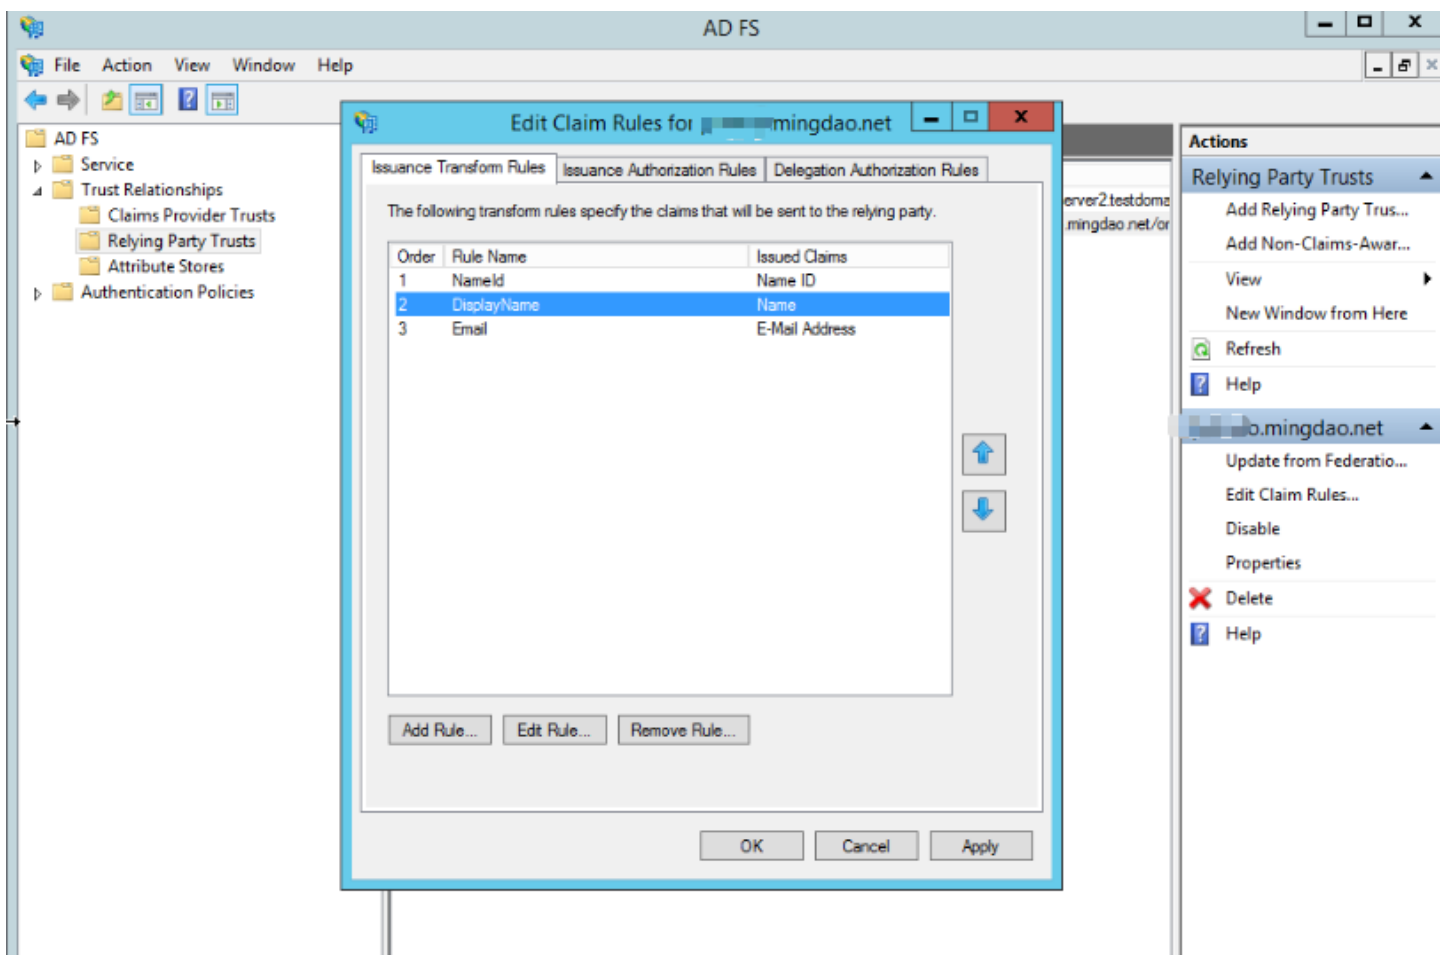 AD FS
File Action View Window Help
AD FS
Service
Trust Relationships
Claims Provider Trusts
Relying Party Trusts
Attribute Stores
Authentication Policies
Edit Claim Rules for mingdao.net
Issuance Transform Rules Issuance Authorization Rules Delegation Authorization Rules
The following transform rules specify the claims that will be sent to the relying party.
Order Rule Name Issued Claims
1 NameId Name ID
2 DisplayName Name
3 Email E-Mail Address
Add Rule... Edit Rule... Remove Rule...
OK Cancel Apply
erver2.testdoma
.mingdao.net/or
Actions
Relying Party Trusts
Add Relying Party Trus...
Add Non-Claims-Awar...
View
New Window from Here
Refresh
Help
o.mingdao.net
Update from Federatio...
Edit Claim Rules...
Disable
Properties
Delete
Help